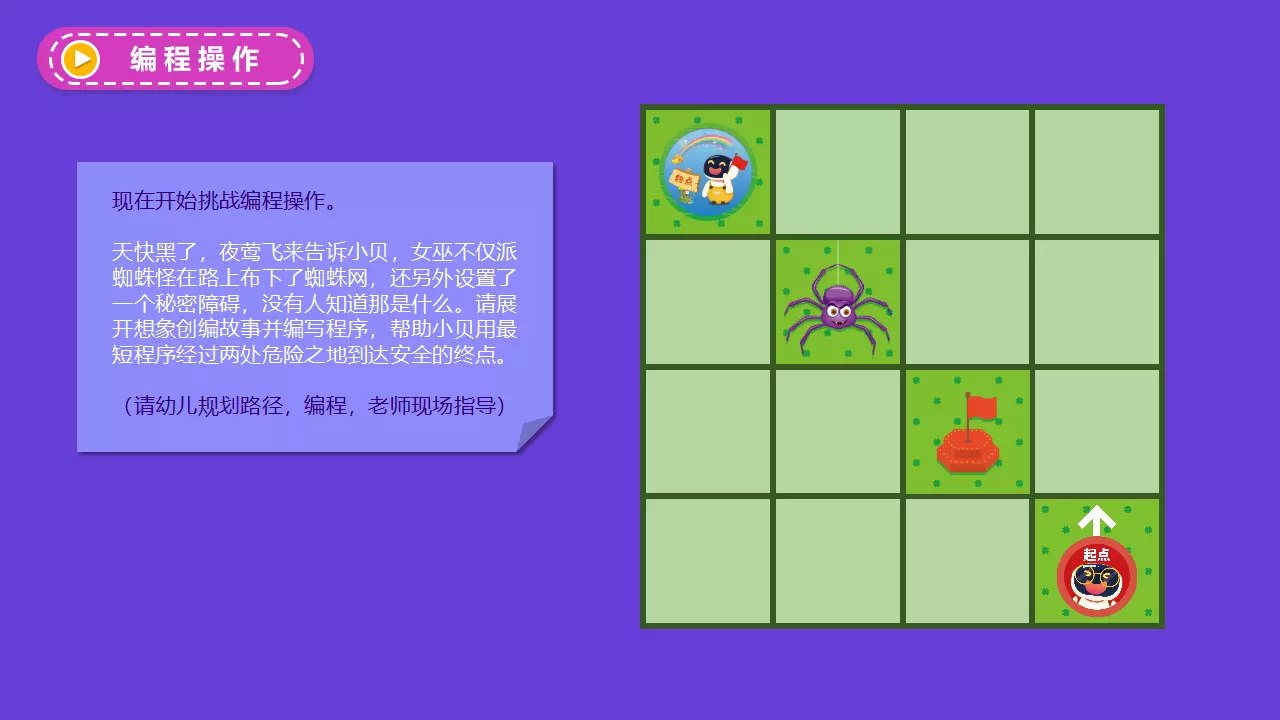 编程操作
现在开始挑战编程操作。
天快黑了，夜莺飞来告诉小贝，女巫不仅派
蜘蛛怪在路上布下了蜘蛛网，还另外设置了
一个秘密障碍，没有人知道那是什么。请展
开想象创编故事并编写程序，帮助小贝用最
短程序经过两处危险之地到达安全的终点。
（请幼儿规划路径，编程，老师现场指导）
终点
起点